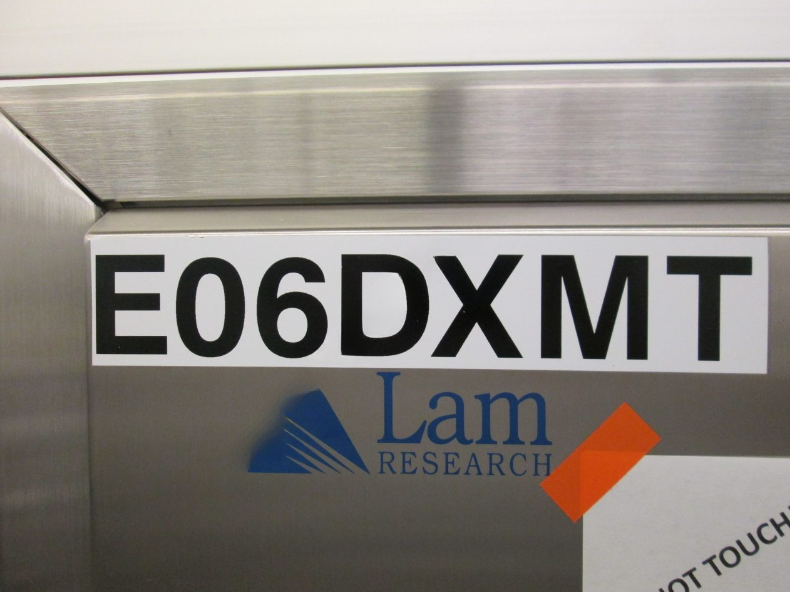 E06DXMT
Lam
RESEARCH
OT TOUCH